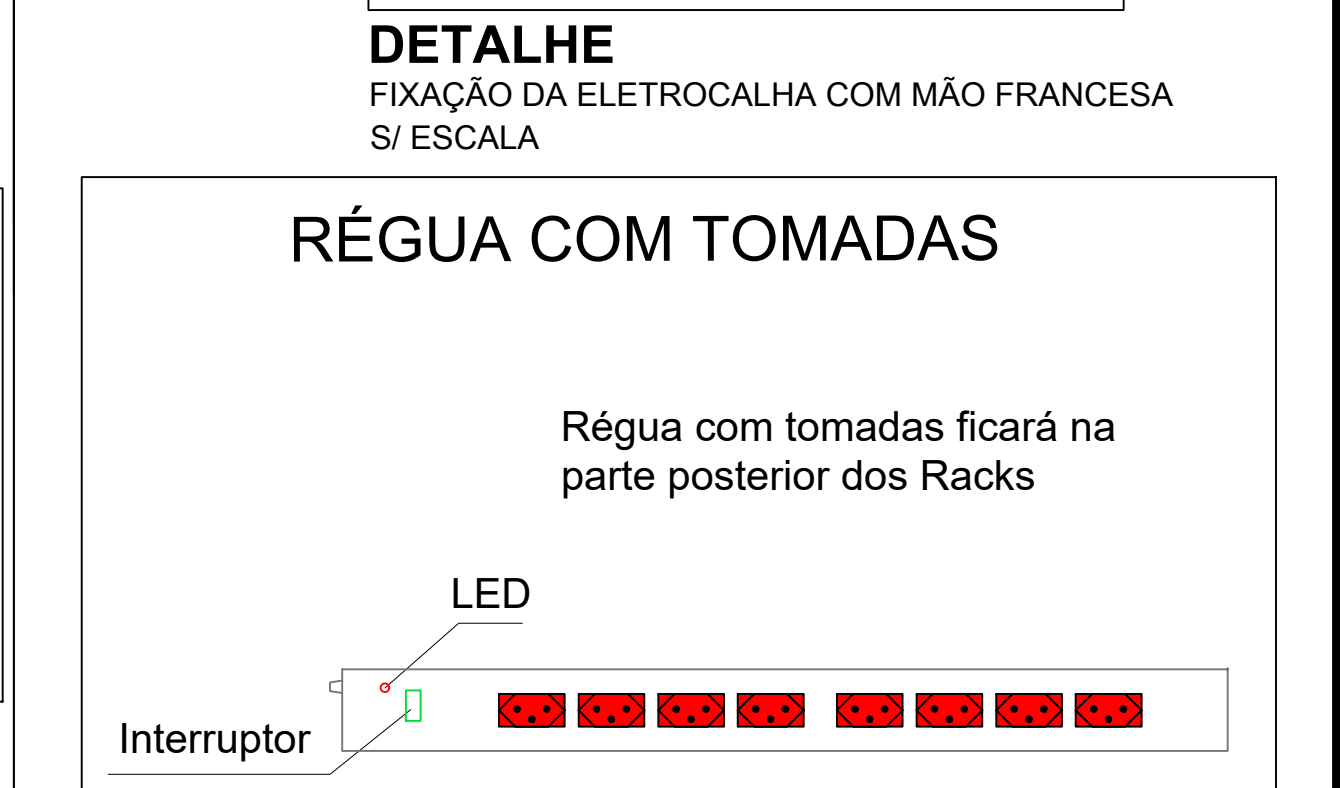 DETALHE
FIXAÇÃO DA ELETROCALHA COM MÃO FRANCESA
S/ ESCALA
RÉGUA COM TOMADAS
Régua com tomadas ficará na
parte posterior dos Racks
LED
Interruptor